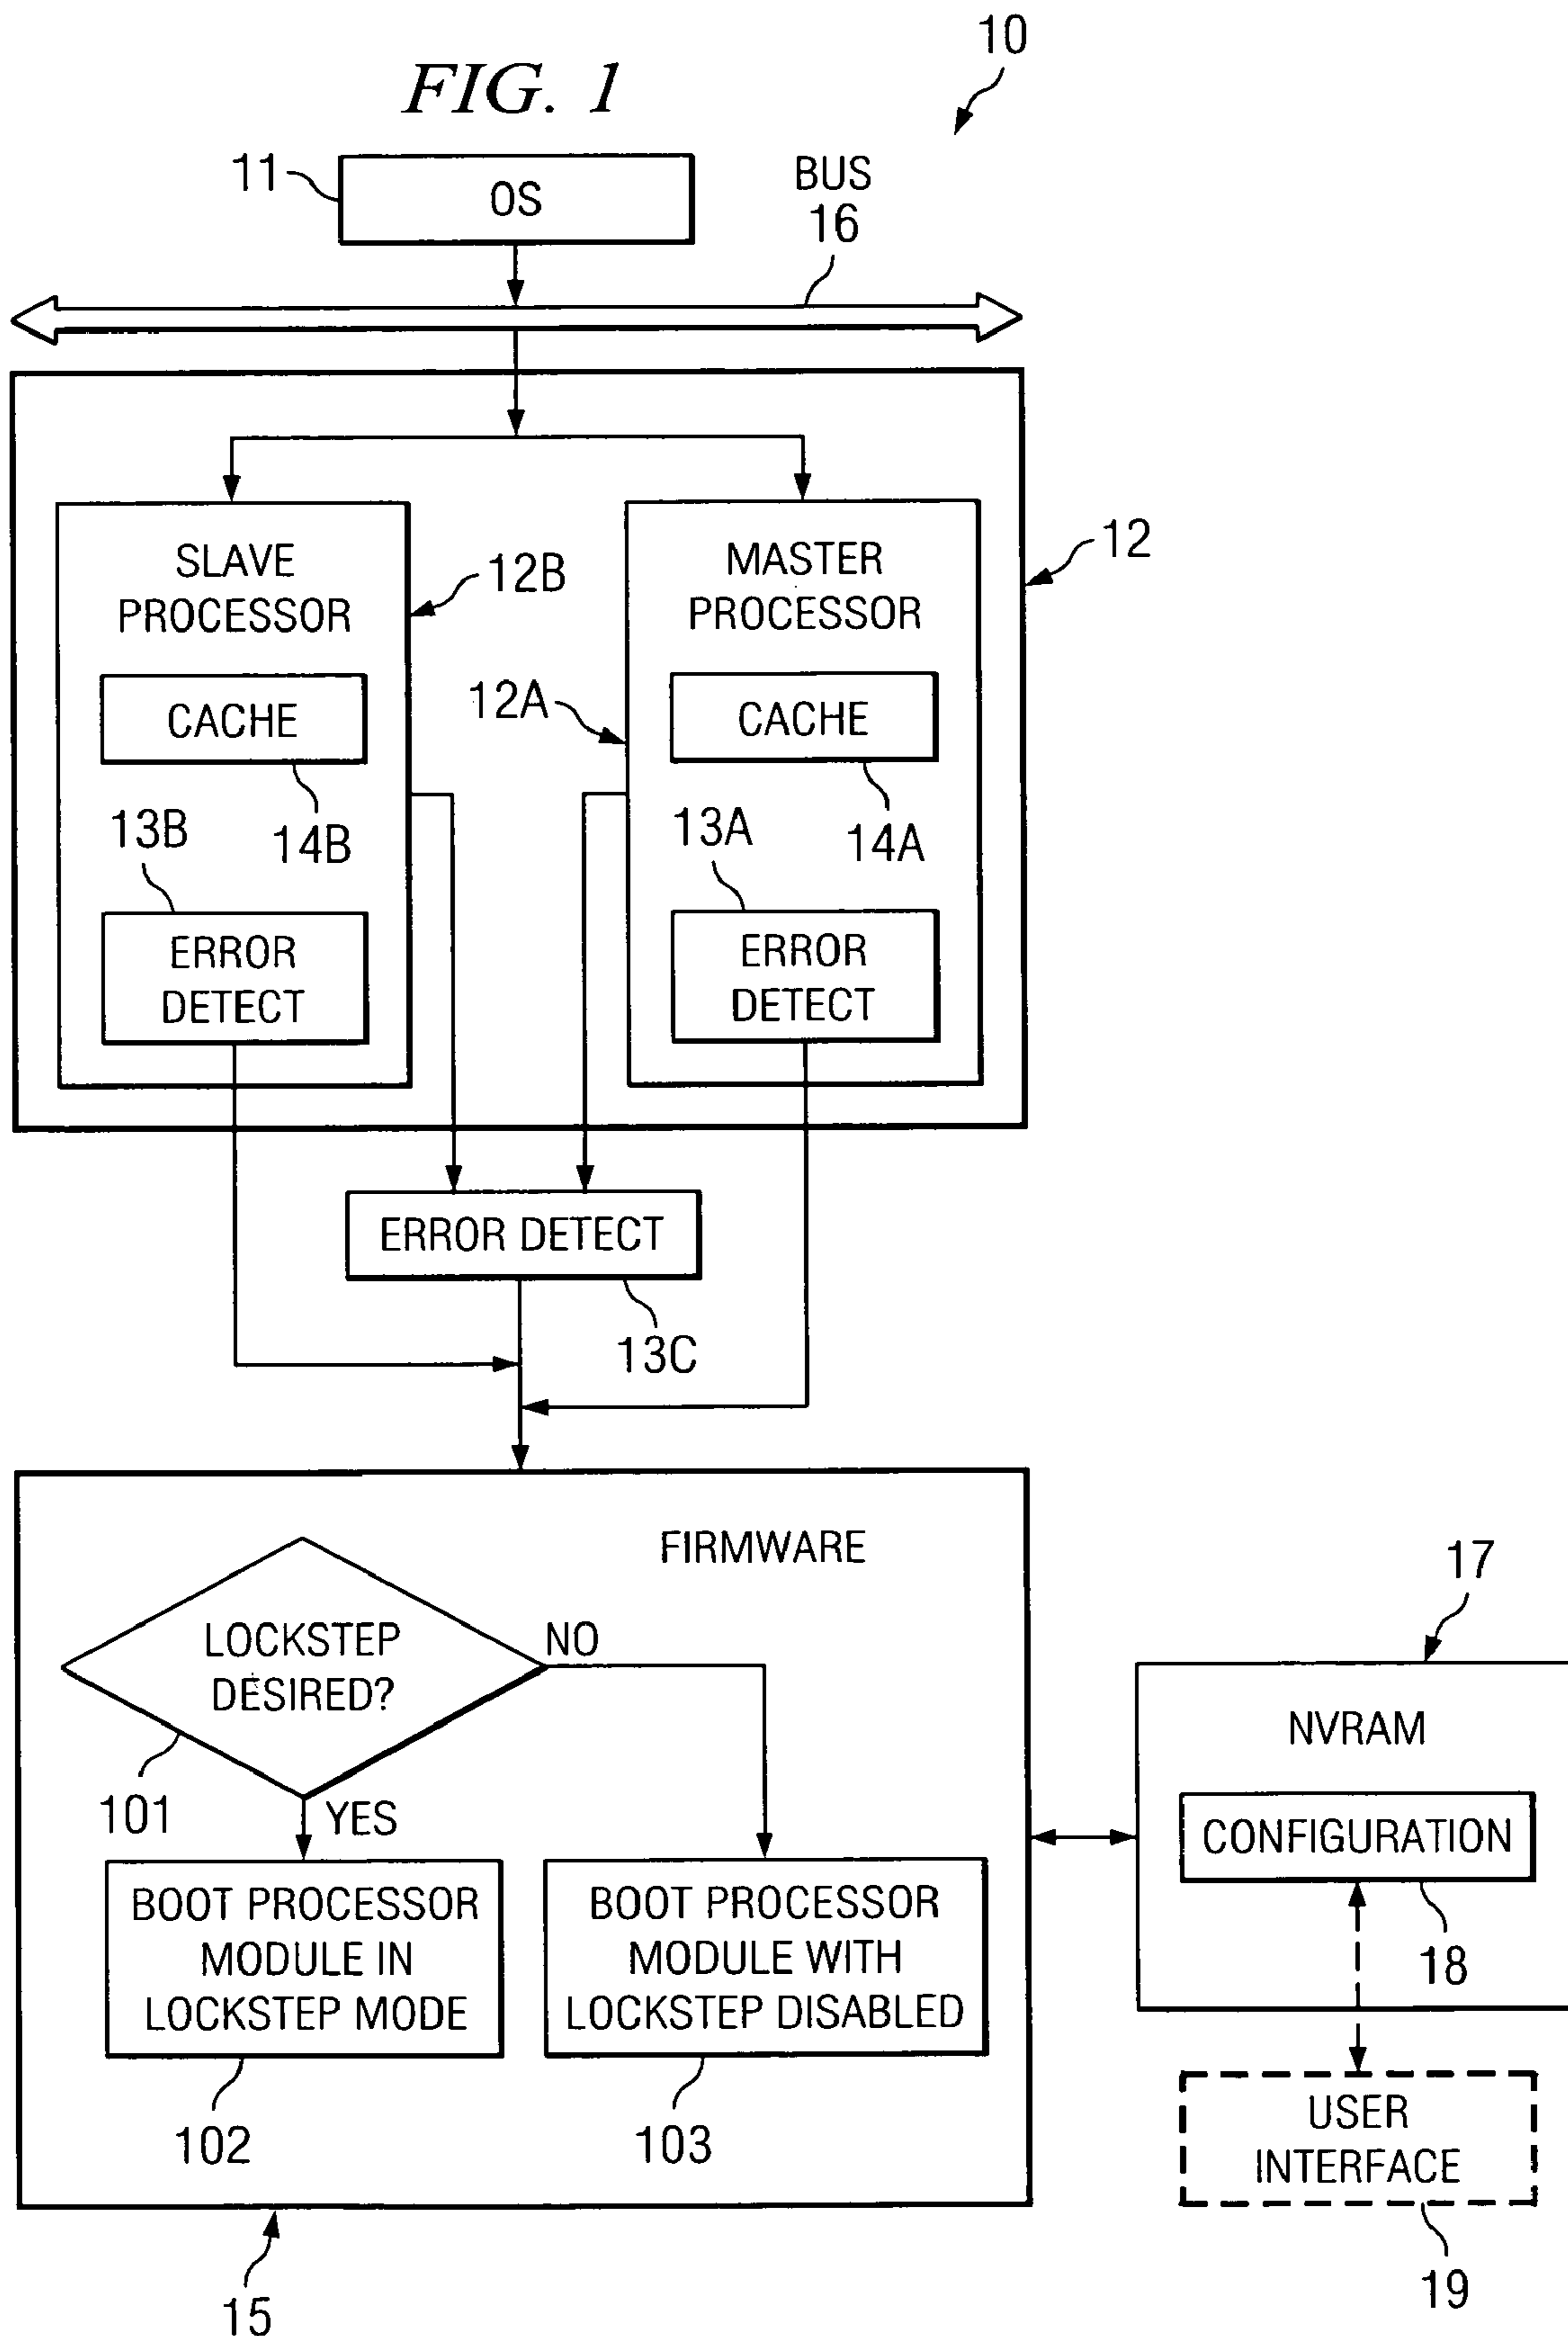 FIG. 1
10
11
OS
BUS
16
12
SLAVE
PROCESSOR
12B
MASTER
PROCESSOR
12A
CACHE
CACHE
14B
14A
13B
13A
ERROR
DETECT
ERROR
DETECT
ERROR DETECT
13C
FIRMWARE
LOCKSTEP
DESIRED?
NO
101
YES
BOOT PROCESSOR
MODULE IN
LOCKSTEP MODE
102
BOOT PROCESSOR
MODULE WITH
LOCKSTEP DISABLED
103
15
17
NVRAM
CONFIGURATION
18
USER
INTERFACE
19